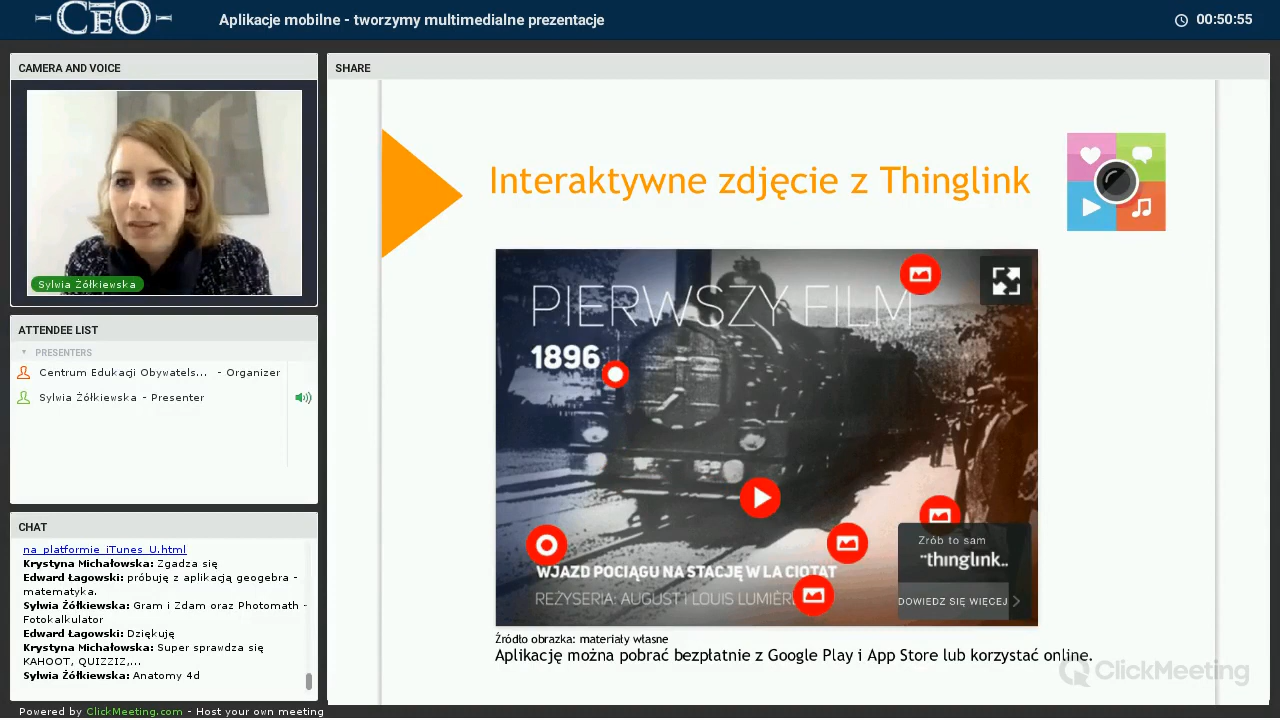 CEO
Aplikacje mobilne - tworzymy multimedialne prezentacje
00:50:55
CAMERA AND VOICE
Sylwia Żółkiewska
ATTENDEE LIST
PRESENTERS
Centrum Edukacji Obywatels... - Organizer
Sylwia Żółkiewska - Presenter
CHAT
na_platformie_iTunes_U.html
Krystyna Michałowska: Zgadza się
Edward Łagowski: próbuję z aplikacją geogebra -
matematyka.
Sylwia Żółkiewska: Gram i Zdam oraz Photomath -
Fotokalkulator
Edward Łagowski: Dziękuję
Krystyna Michałowska: Super sprawdza się
KAHOOT, QUIZZIZ,...
Sylwia Żółkiewska: Anatomy 4d
Powered by ClickMeeting.com - Host your own meeting
SHARE
Interaktywne zdjęcie z Thinglink
PIERWSZY FILM
1896
WJAZD POCIĄGU NA STACJĘ W LA CIOTAT
REŻYSERIA: AUGUST I LOUIS LUMIÈRE
Zrób to sam
thinglink..
DOWIEDZ SIĘ WIĘCEJ
Źródło obrazka: materiały własne
Aplikację można pobrać bezpłatnie z Google Play i App Store lub korzystać online.
ClickMeeting